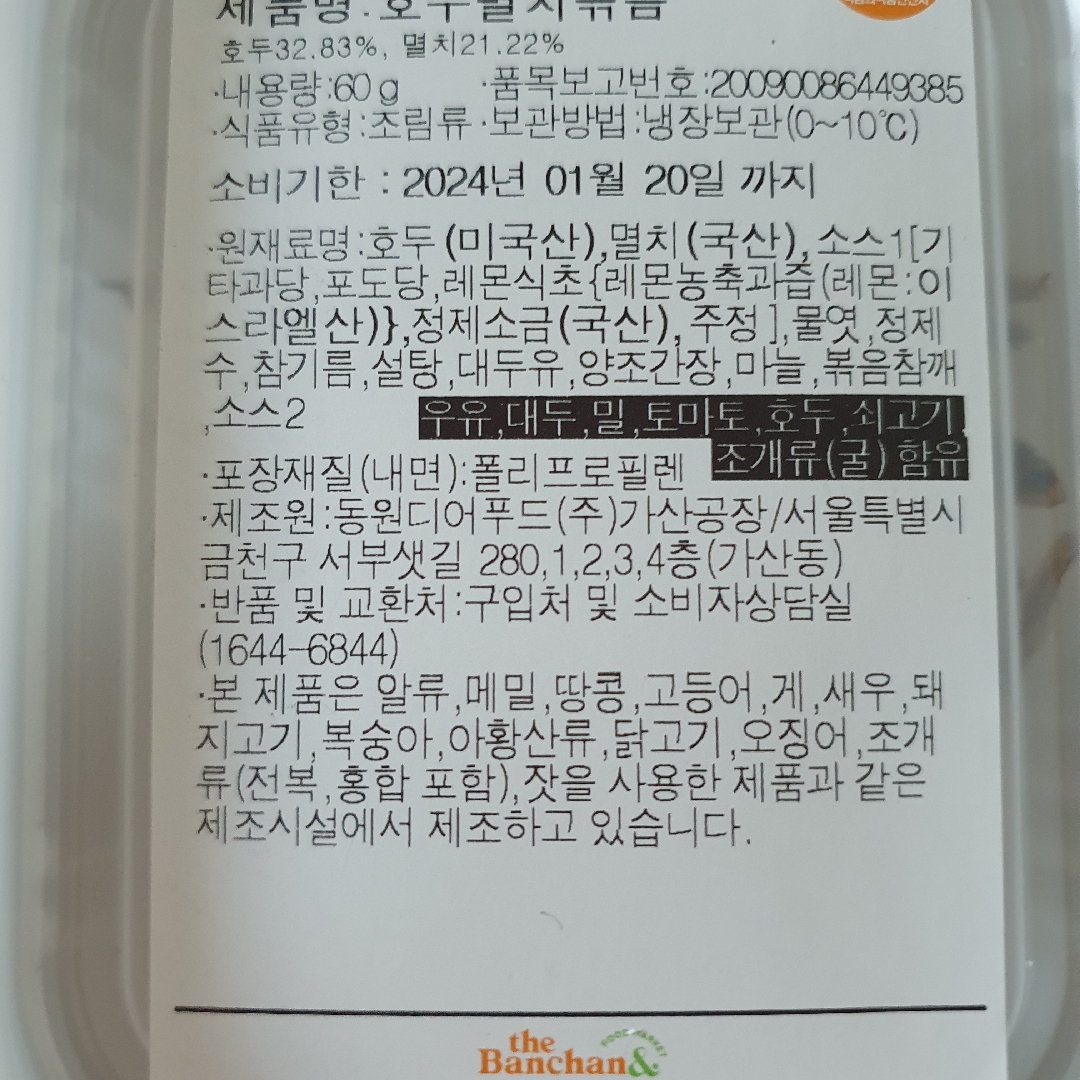 제품명:호두멸치볶음
호두32.83%, 멸치21.22%
·내용량:60g ·품목보고번호:20090086449385
·식품유형:조림류 ·보관방법:냉장보관(0~10℃)
소비기한 : 2024년 01월 20일 까지
·원재료명:호두(미국산),멸치(국산),소스1[기
타과당,포도당,레몬식초{레몬농축과즙(레몬:이
스라엘산)},정제소금(국산),주정],물엿,정제
수,참기름,설탕,대두유,양조간장,마늘,볶음참깨
,소스2 우유,대두,밀,토마토,호두,쇠고기,
조개류(굴) 함유
·포장재질(내면):폴리프로필렌
·제조원:동원디어푸드(주)가산공장/서울특별시
금천구 서부샛길 280,1,2,3,4층(가산동)
·반품 및 교환처:구입처 및 소비자상담실
(1644-6844)
·본 제품은 알류,메밀,땅콩,고등어,게,새우,돼
지고기,복숭아,아황산류,닭고기,오징어,조개
류(전복,홍합 포함),잣을 사용한 제품과 같은
제조시설에서 제조하고 있습니다.
the FOOD MARKET
Banchan&